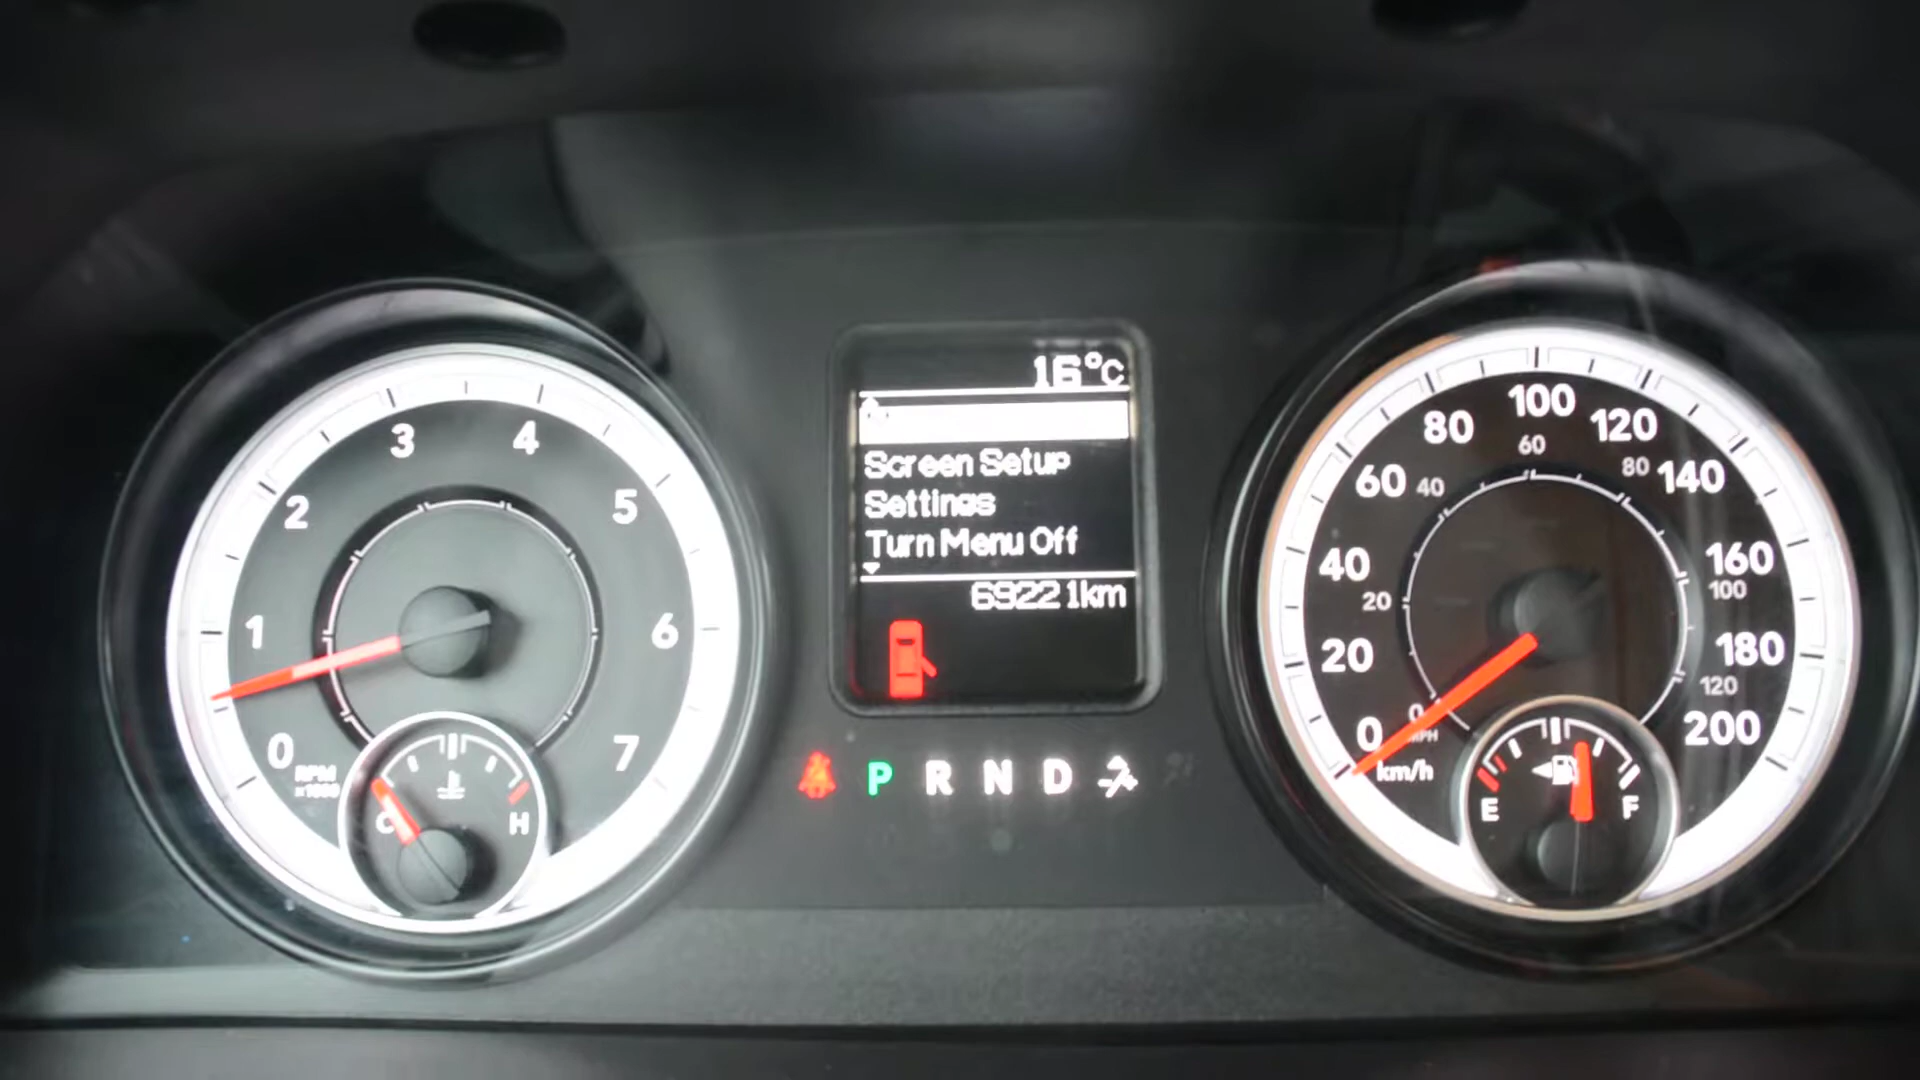 16°C
Screen Setup
Settings
Turn Menu Off
69221km
P R N D
0
1
2
3
4
5
6
7
RPM
x1000
C
H
0
20
40
60
80
100
120
140
160
180
200
km/h
0
20
40
60
80
100
120
MPH
E
F